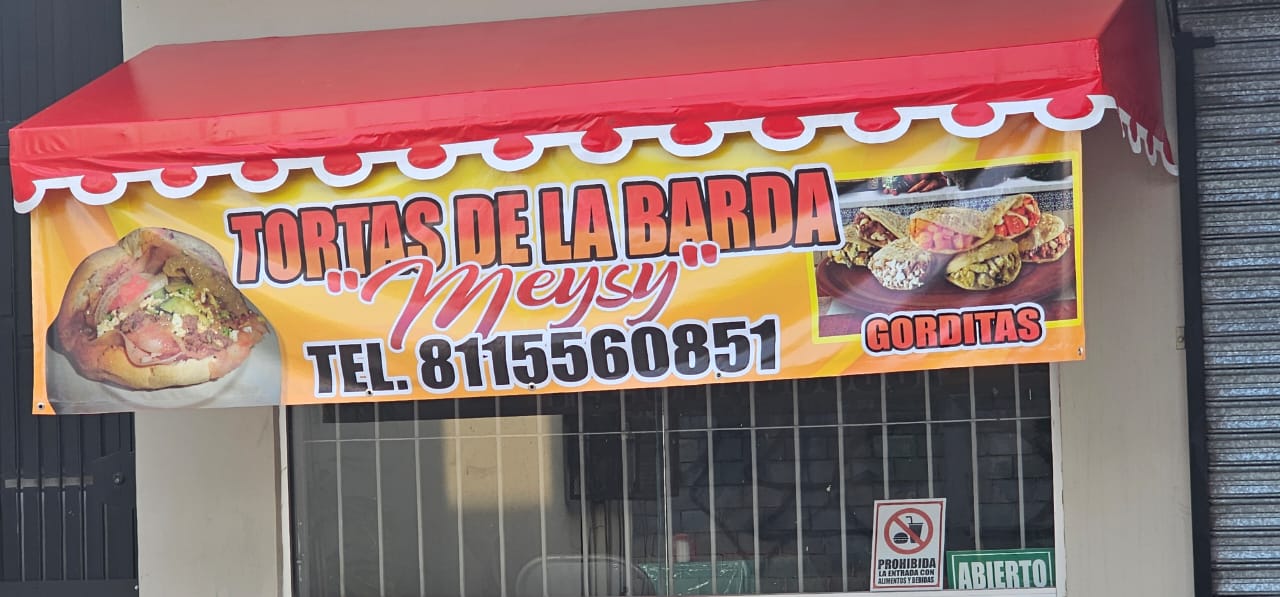 TORTAS DE LA BARDA
"Meysy"
TEL. 8115560851
GORDITAS
PROHIBIDA
LA ENTRADA CON
ALIMENTOS Y BEBIDAS
ABIERTO